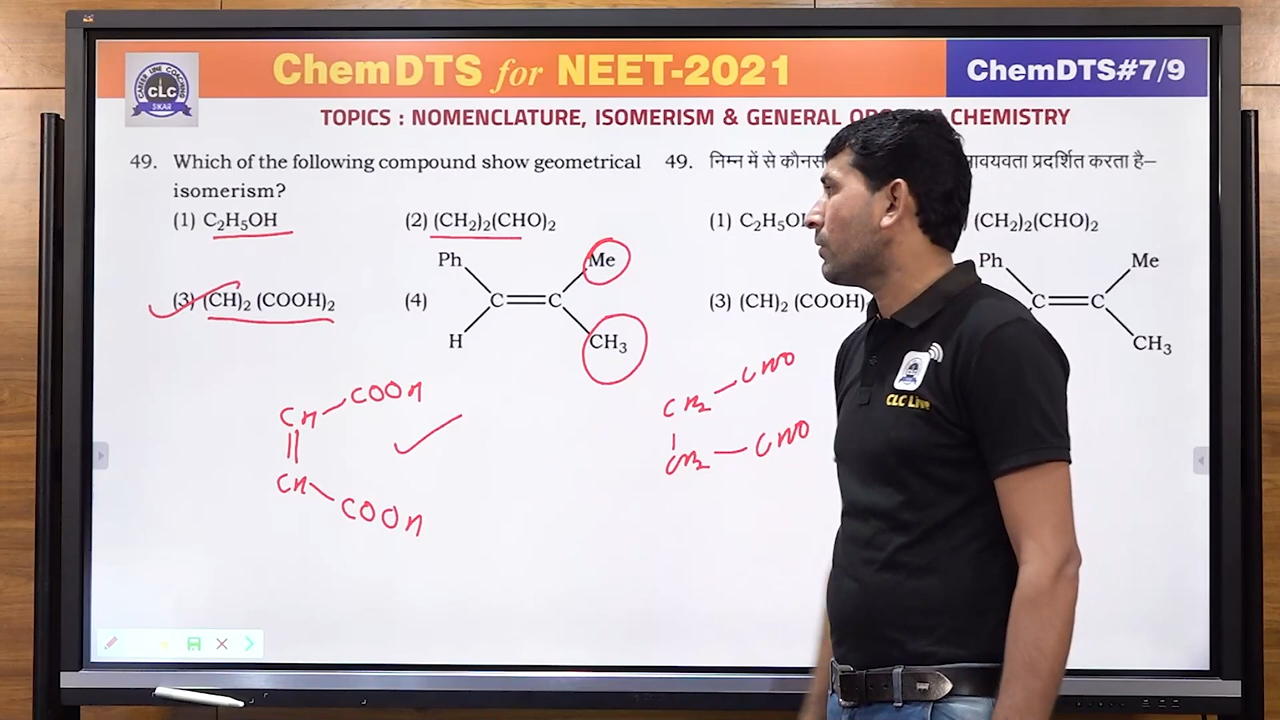 ChemDTS for NEET-2021
ChemDTS#7/9
CLC
SIKAR
TOPICS : NOMENCLATURE, ISOMERISM & GENERAL CHEMISTRY
49. Which of the following compound show geometrical
isomerism?
(1) C₂H₅OH
(2) (CH₂)₂(CHO)₂
(3) (CH)₂ (COOH)₂
(4)
Ph
Me
C=C
H
CH₃
CH-COOH
||
CH-COOH
49. निम्न में से प्रदर्शित करता है–
(1) C₂H₅O
(CH₂)₂(CHO)₂
(3) (CH)₂ (COOH)
Ph
Me
C=C
CH₃
CH₂-CHO
|
CH₂-CHO
CLC Live